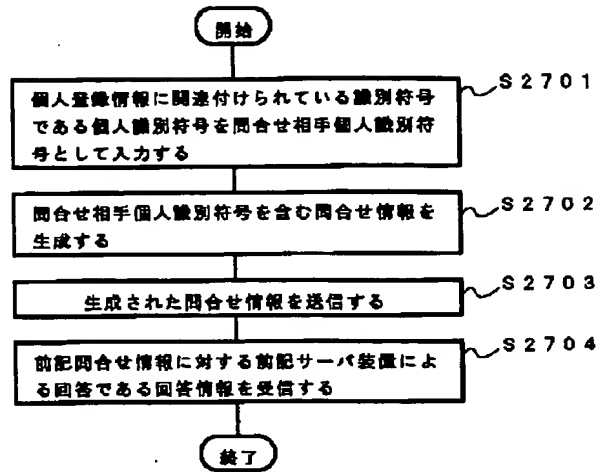 開始
個人登録情報に関連付けられている識別符号
である個人識別符号を問合せ相手個人識別符
号として入力する
S2701
問合せ相手個人識別符号を含む問合せ情報を
生成する
S2702
生成された問合せ情報を送信する
S2703
前記問合せ情報に対する前記サーバ装置によ
る回答である回答情報を受信する
S2704
終了